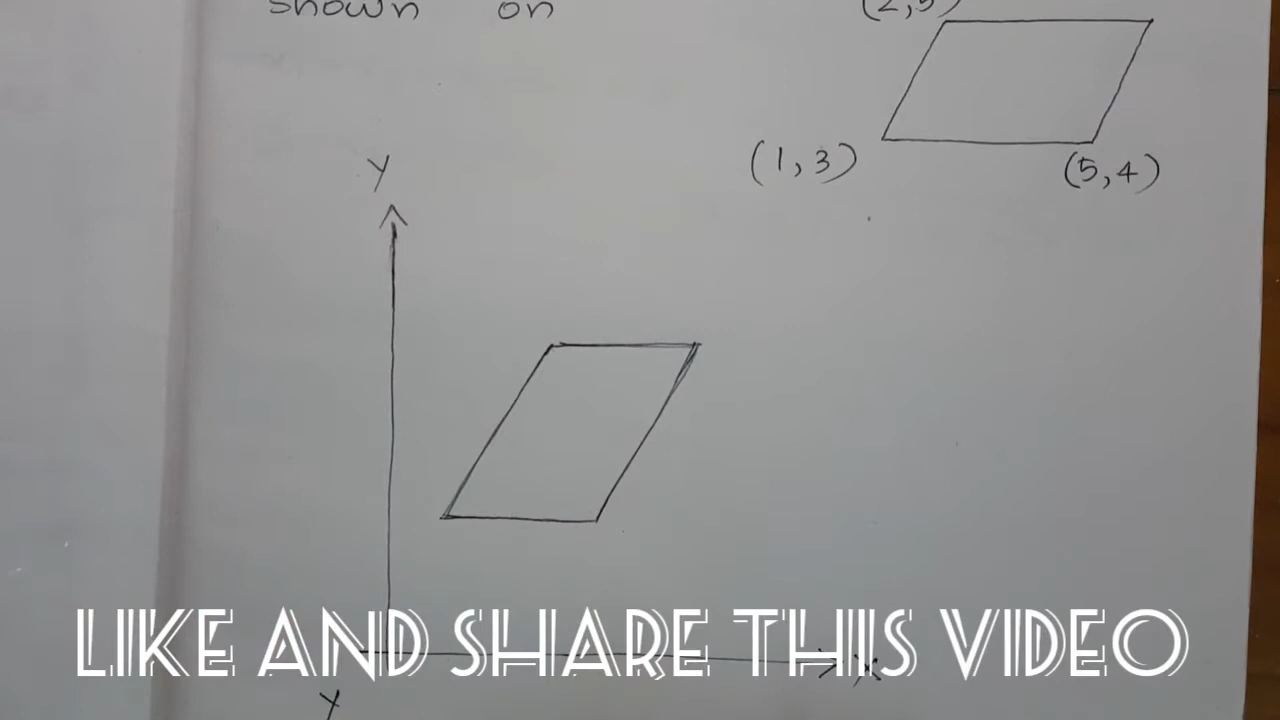 shown on
(1,3)
(5,4)
Y
X
Y
LIKE AND SHARE THIS VIDEO